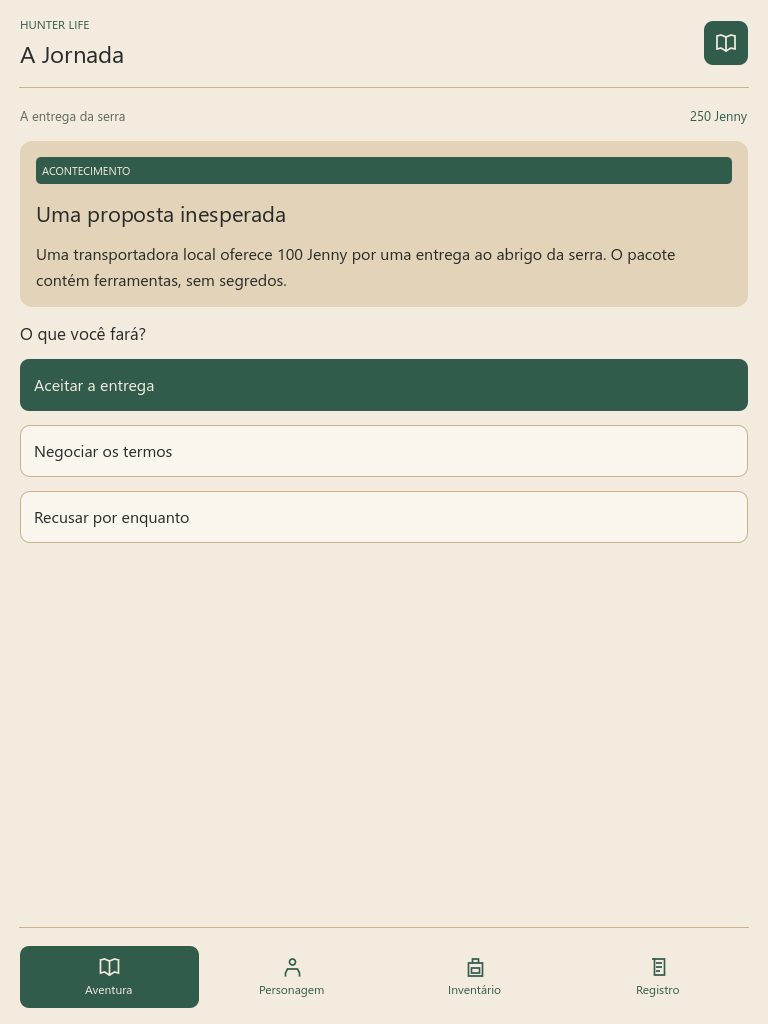 HUNTER LIFE
A Jornada
A entrega da serra
250 Jenny
ACONTECIMENTO
Uma proposta inesperada
Uma transportadora local oferece 100 Jenny por uma entrega ao abrigo da serra. O pacote
contém ferramentas, sem segredos.
O que você fará?
Aceitar a entrega
Negociar os termos
Recusar por enquanto
Aventura
Personagem
Inventário
Registro